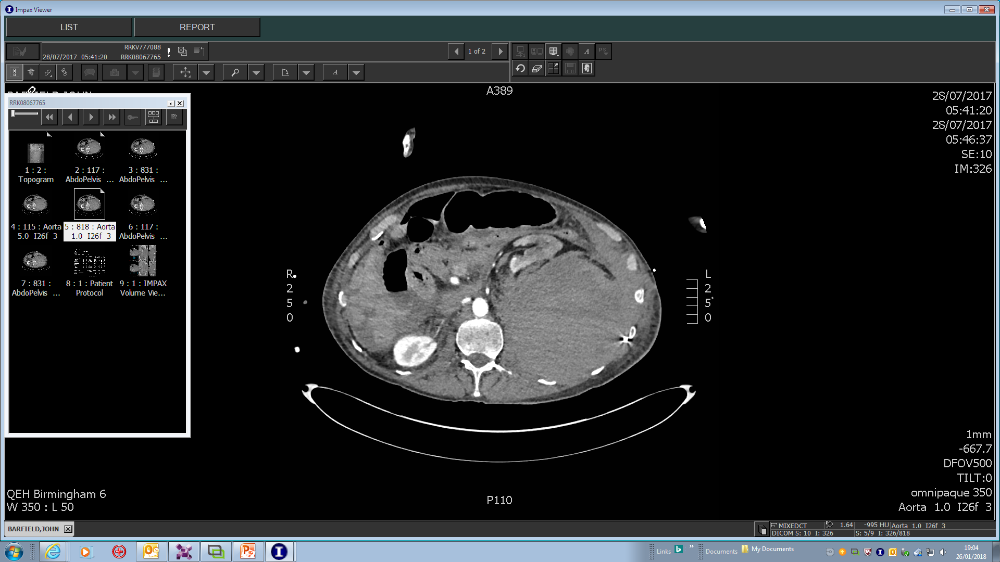 Impax Viewer
LIST
REPORT
RRKV777088
28/07/2017 05:41:20 RRK08067765
1 of 2
A
PS
A
RRK08067765
1 : 2 :
Topogram
2 : 117 :
AbdoPelvis ...
3 : 831 :
AbdoPelvis ...
4 : 115 : Aorta
5.0 I26f 3
5 : 818 : Aorta
1.0 I26f 3
6 : 117 :
AbdoPelvis ...
7 : 831 :
AbdoPelvis ...
8 : 1 : Patient
Protocol
9 : 1 : IMPAX
Volume Vie...
A389
28/07/2017
05:41:20
28/07/2017
05:46:37
SE:10
IM:326
R
2
5
0
L
2
5
0
1mm
-667.7
DFOV500
TILT:0
omnipaque 350
Aorta 1.0 I26f 3
QEH Birmingham 6
W 350 : L 50
P110
BARFIELD,JOHN
MIXEDCT 1.64 -995 HU Aorta 1.0 I26f 3
DICOM S: 10 I: 326 S: 5/9 I: 326/818
Links
Documents
My Documents
19:04
26/01/2018